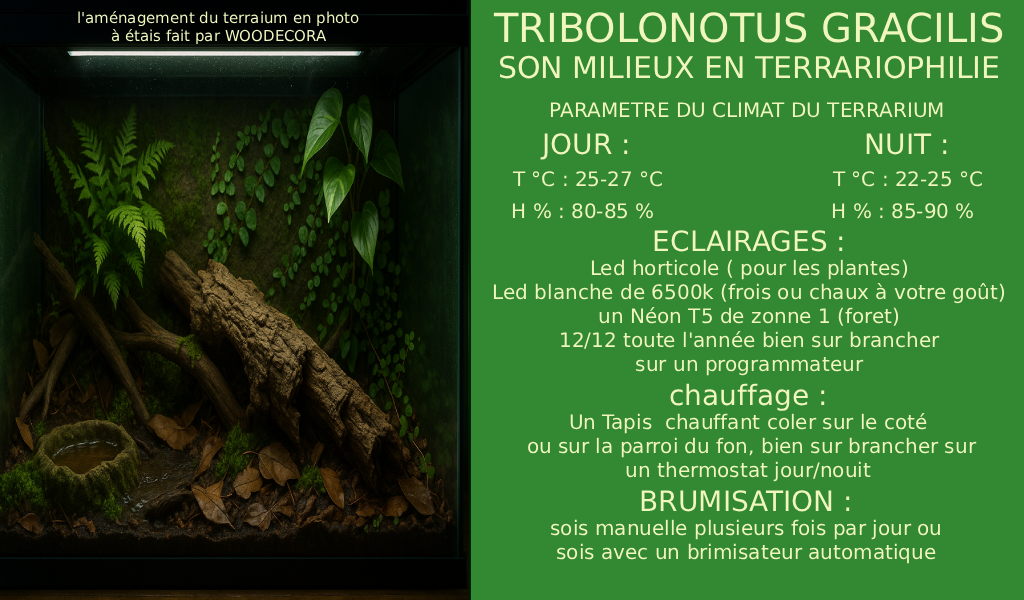 l'aménagement du terraium en photo
à étais fait par WOODECORA
TRIBOLONOTUS GRACILIS
SON MILIEUX EN TERRARIOPHILIE
PARAMETRE DU CLIMAT DU TERRARIUM
JOUR : NUIT :
T °C : 25-27 °C T °C : 22-25 °C
H % : 80-85 % H % : 85-90 %
ECLAIRAGES :
Led horticole ( pour les plantes)
Led blanche de 6500k (frois ou chaux à votre goût)
un Néon T5 de zonne 1 (foret)
12/12 toute l'année bien sur brancher
sur un programmateur
chauffage :
Un Tapis  chauffant coler sur le coté
ou sur la parroi du fon, bien sur brancher sur
un thermostat jour/nouit
BRUMISATION :
sois manuelle plusieurs fois par jour ou
sois avec un brimisateur automatique